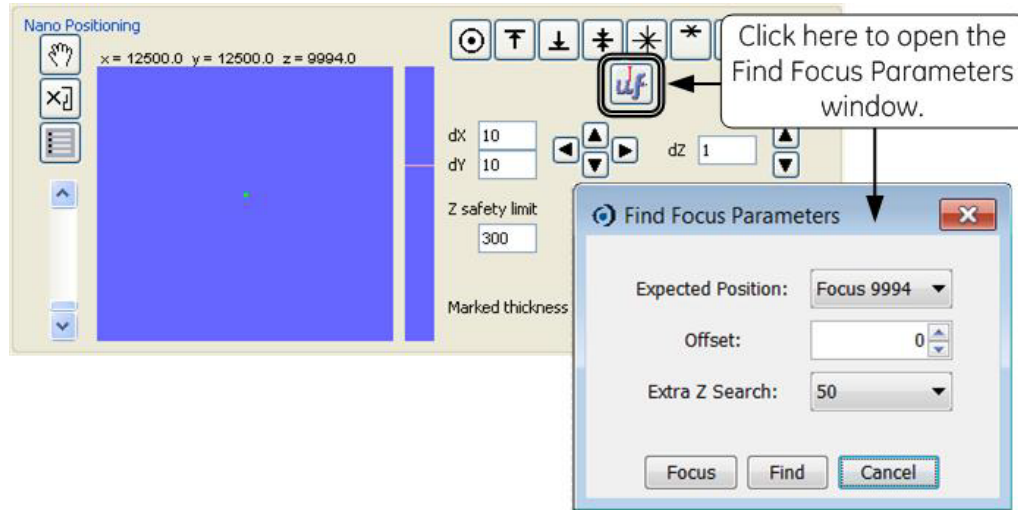 Nano Positioning
x = 12500.0 y = 12500.0 z = 9994.0
Click here to open the
Find Focus Parameters
window.
uf
dX 10
dY 10
dZ 1
Z safety limit
300
Marked thickness
Find Focus Parameters
Expected Position: Focus 9994
Offset: 0
Extra Z Search: 50
Focus Find Cancel